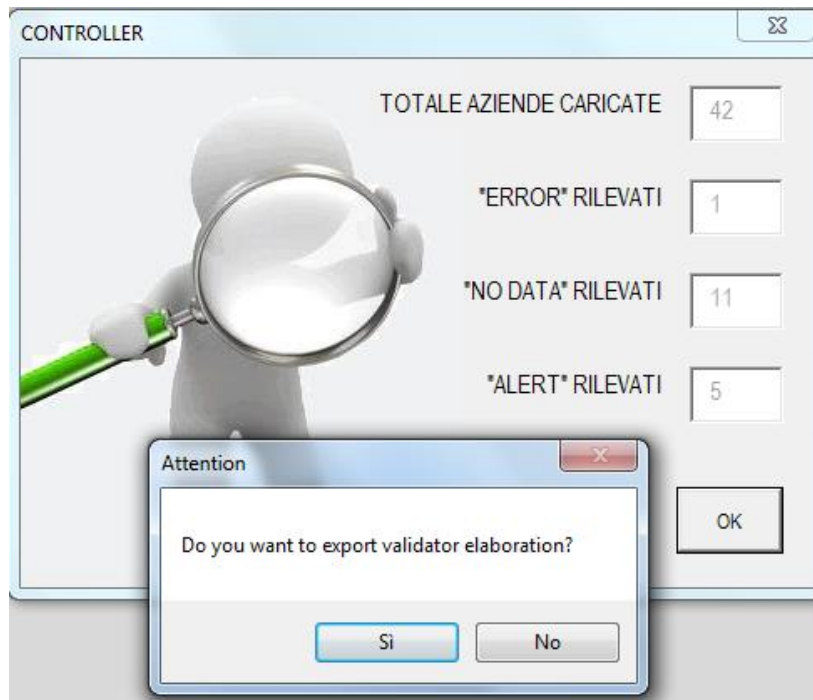 CONTROLLER
TOTALE AZIENDE CARICATE 42
"ERROR" RILEVATI 1
"NO DATA" RILEVATI 11
"ALERT" RILEVATI 5
OK
Attention
Do you want to export validator elaboration?
Sì No